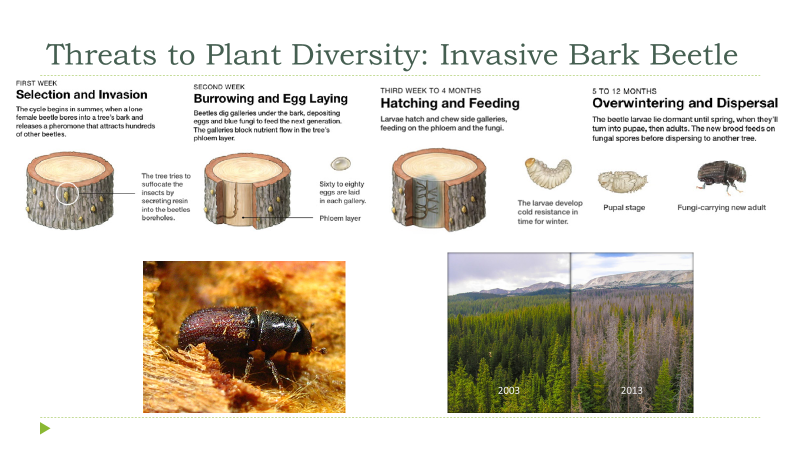 Threats to Plant Diversity: Invasive Bark Beetle
FIRST WEEK
Selection and Invasion
The cycle begins in summer, when a lone
female beetle bores into a tree's bark and
releases a pheromone that attracts hundreds
of other beetles.
The tree tries to
suffocate the
insects by
secreting resin
into the beetles
boreholes.
SECOND WEEK
Burrowing and Egg Laying
Beetles dig galleries under the bark, depositing
eggs and blue fungi to feed the next generation.
The galleries block nutrient flow in the tree's
phloem layer.
Sixty to eighty
eggs are laid
in each gallery.
Phloem layer
THIRD WEEK TO 4 MONTHS
Hatching and Feeding
Larvae hatch and chew side galleries,
feeding on the phloem and the fungi.
The larvae develop
cold resistance in
time for winter.
5 TO 12 MONTHS
Overwintering and Dispersal
The beetle larvae lie dormant until spring, when they'll
turn into pupae, then adults. The new brood feeds on
fungal spores before dispersing to another tree.
Pupal stage
Fungi-carrying new adult
2003
2013